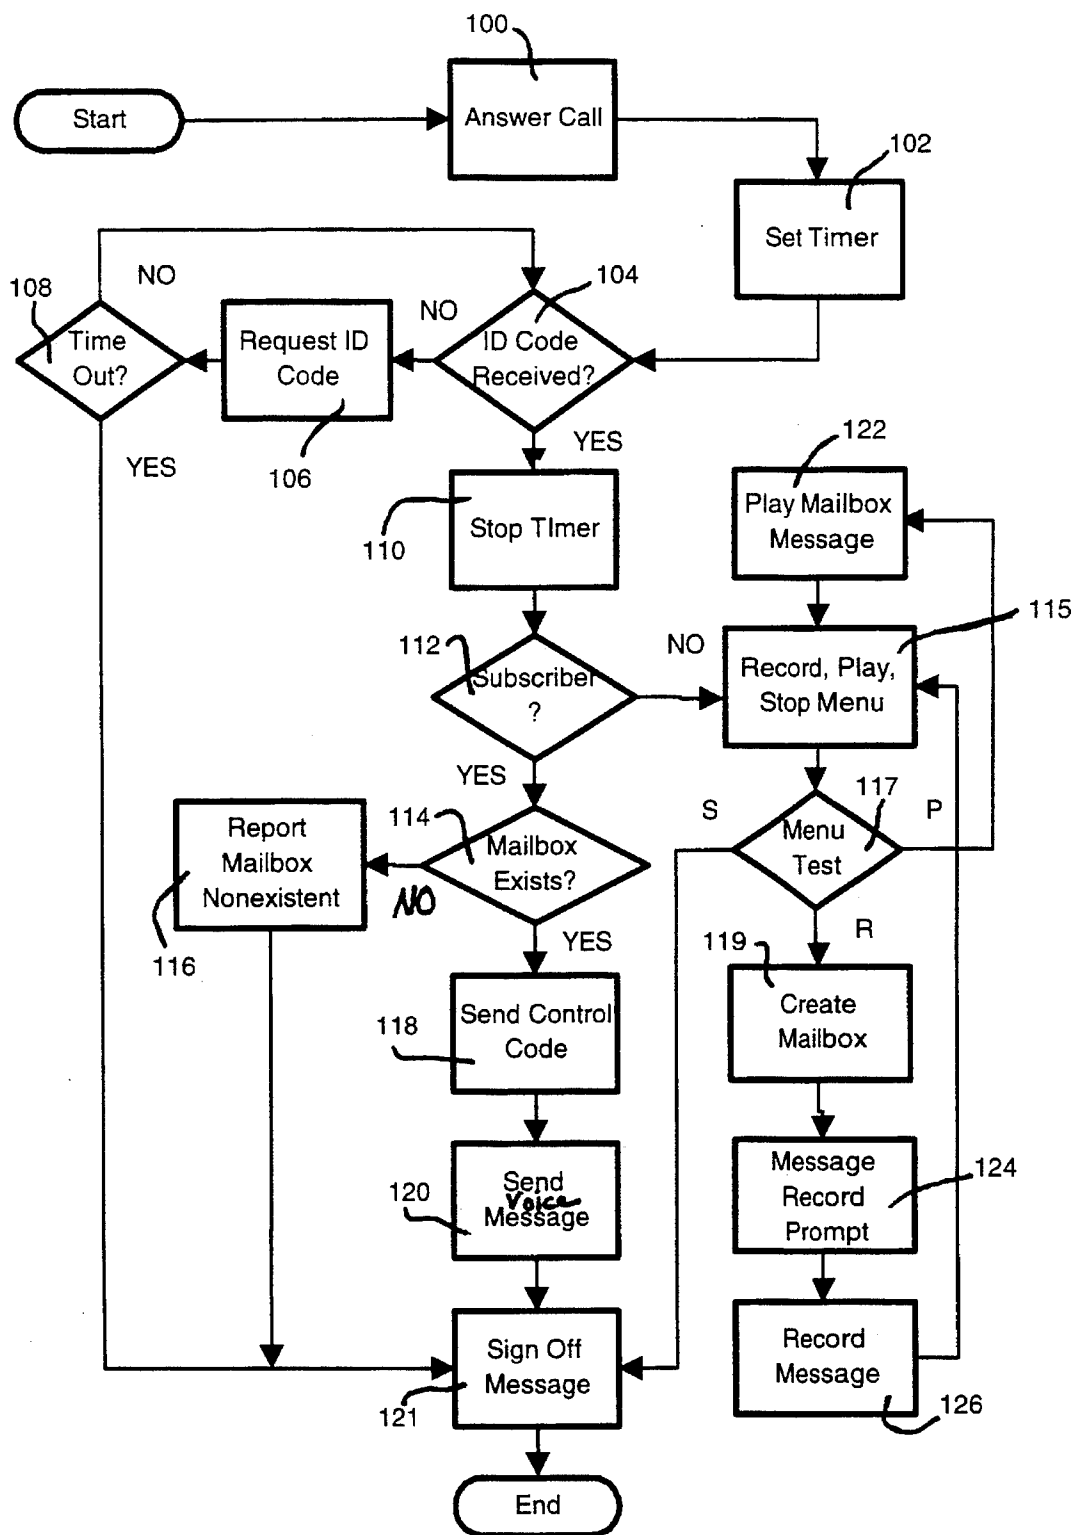 100
Start
Answer Call
102
Set Timer
NO
108
Time
Out?
Request ID
Code
NO
104
ID Code
Received?
106
YES
YES
110
Stop TImer
122
Play Mailbox
Message
115
112
Subscriber
?
NO
Record, Play,
Stop Menu
YES
S
117
P
Menu
Test
Report
Mailbox
Nonexistent
114
Mailbox
Exists?
NO
116
YES
R
119
Create
Mailbox
118
Send Control
Code
120
Send
Voice
Message
Message
Record
Prompt
124
Sign Off
Message
121
Record
Message
126
End